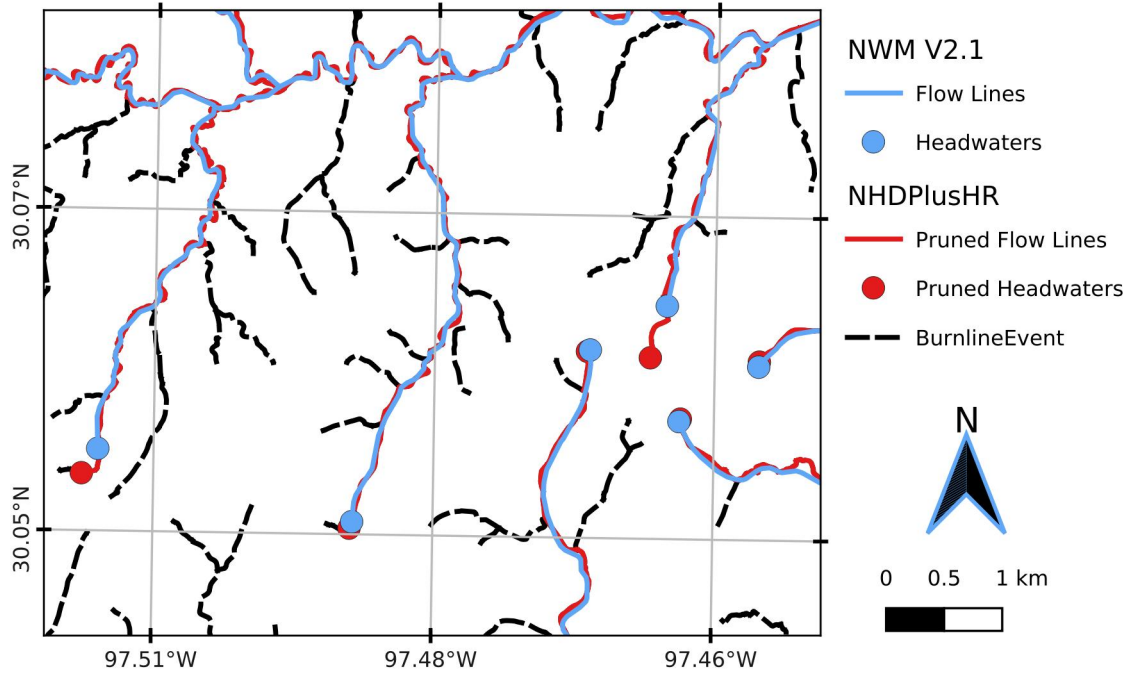 NWM V2.1
Flow Lines
Headwaters
NHDPlusHR
Pruned Flow Lines
Pruned Headwaters
BurnlineEvent
N
0 0.5 1 km
30.07°N
30.05°N
97.51°W 97.48°W 97.46°W